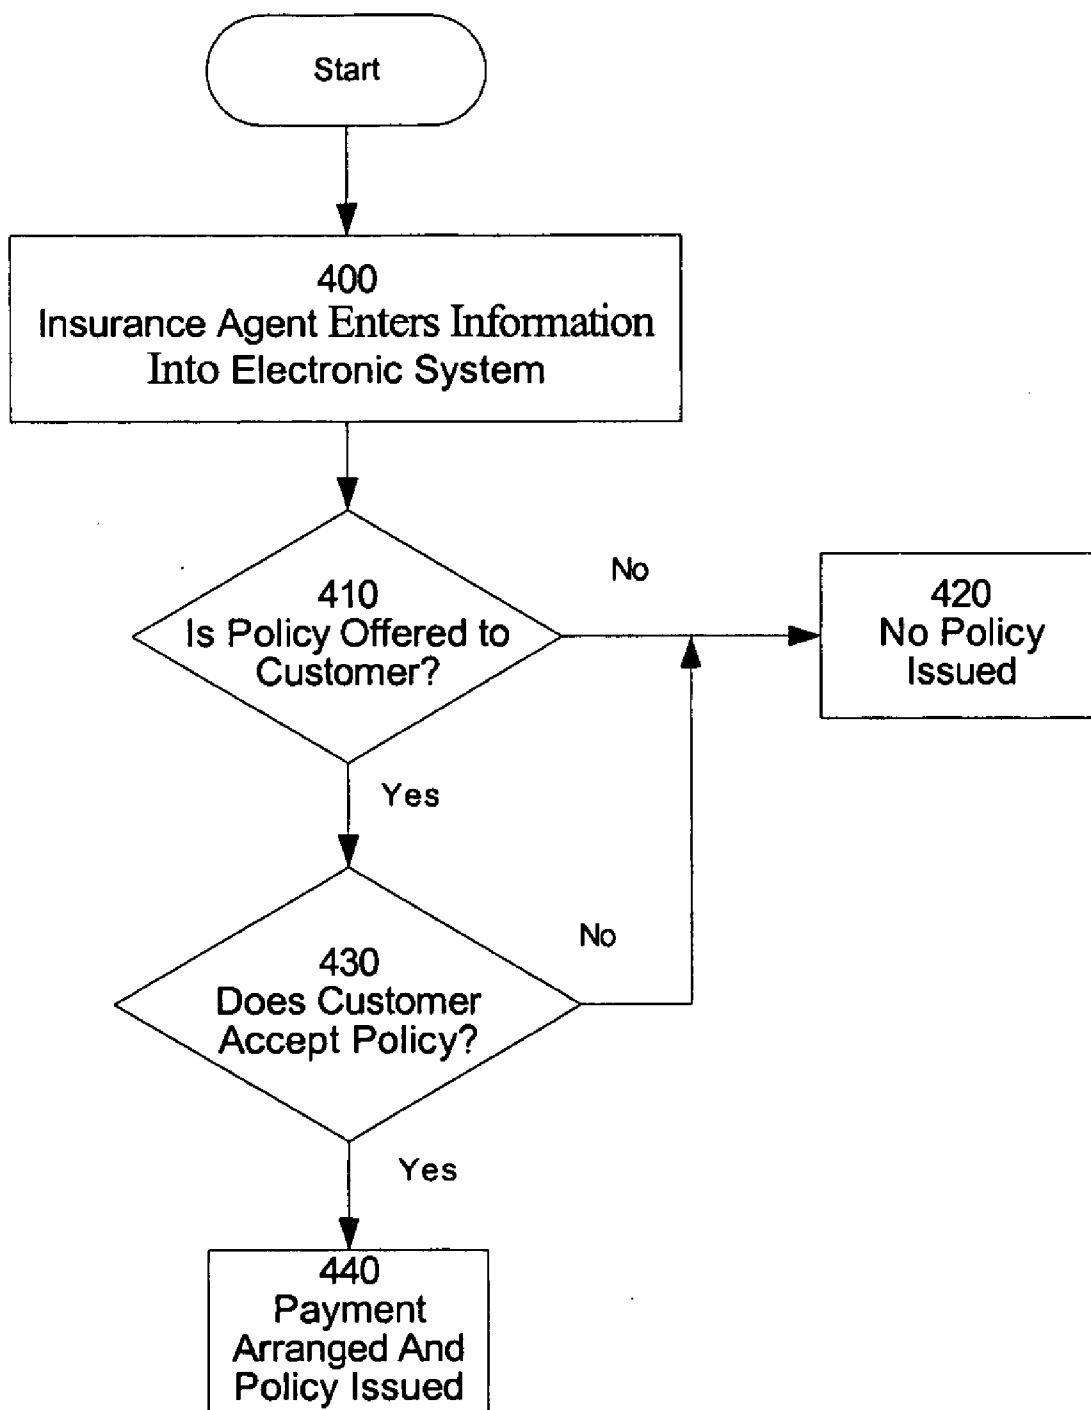 Start
400
Insurance Agent Enters Information
Into Electronic System
410
Is Policy Offered to
Customer?
No
420
No Policy
Issued
Yes
430
Does Customer
Accept Policy?
No
Yes
440
Payment
Arranged And
Policy Issued